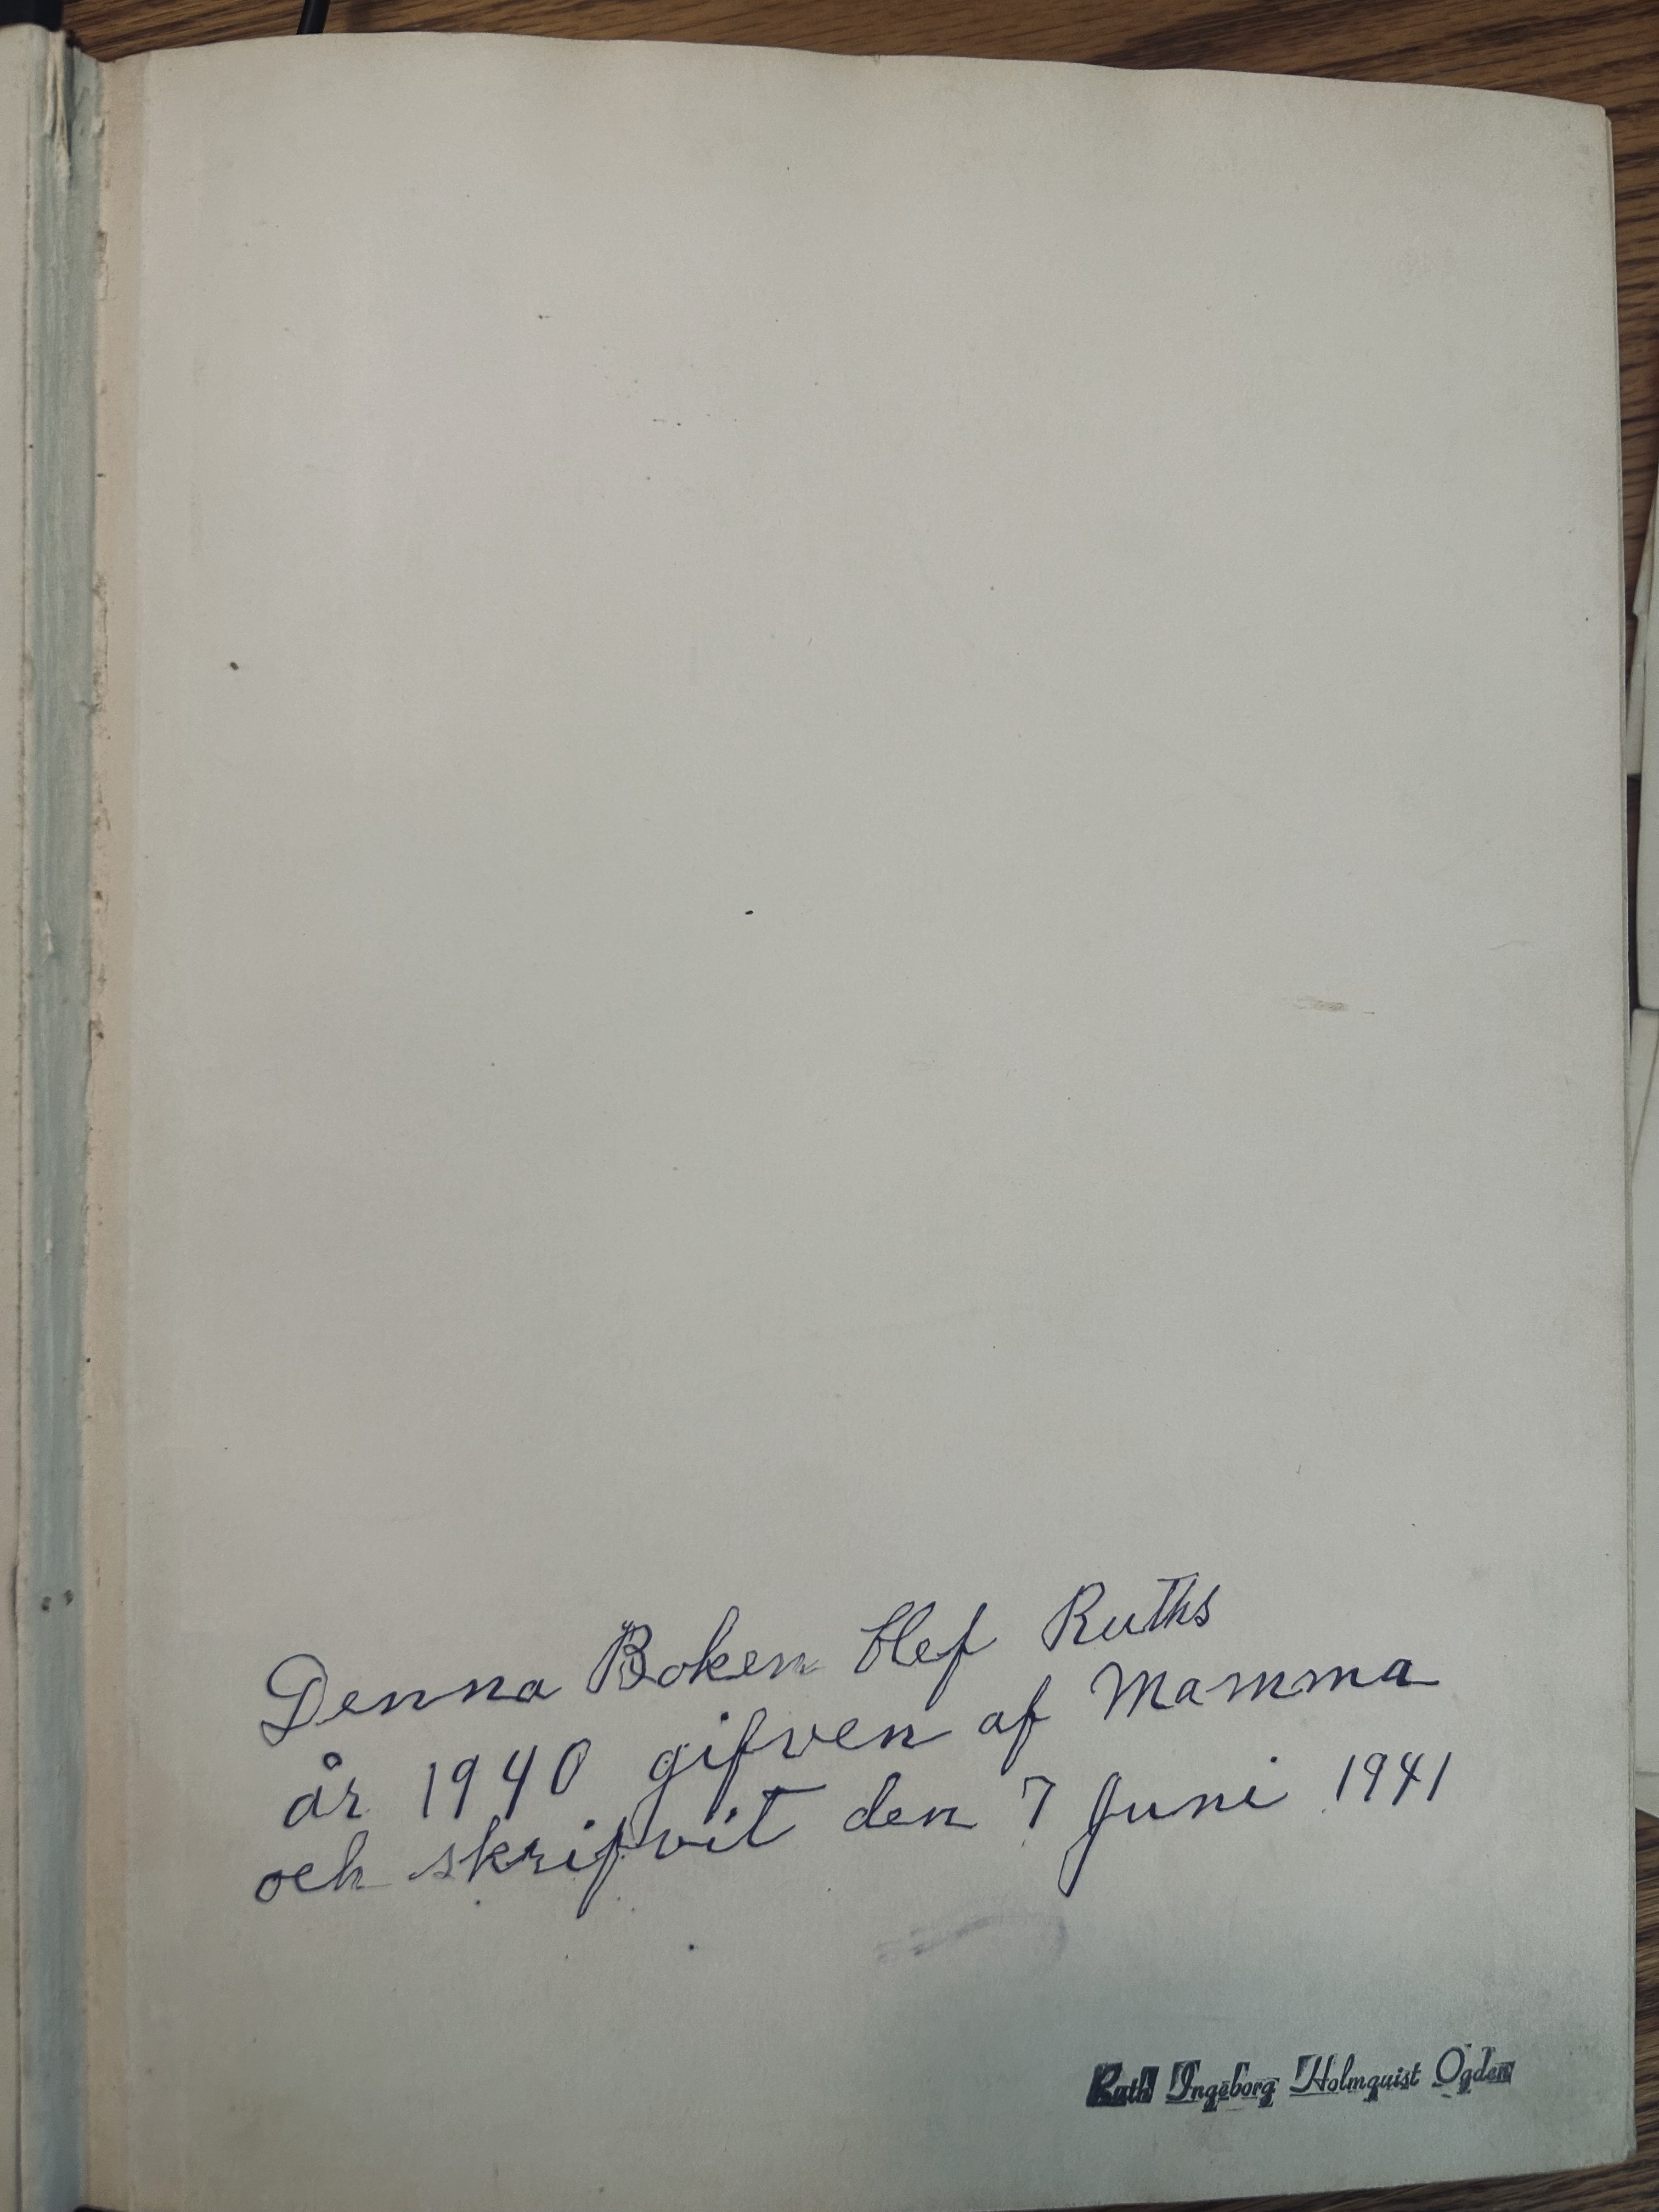 Denna Boken blef Ruths
år 1940 gifven af Mamma
och skrifvit den 7 Juni 1941
Ruth Ingeborg Holmquist Ogden